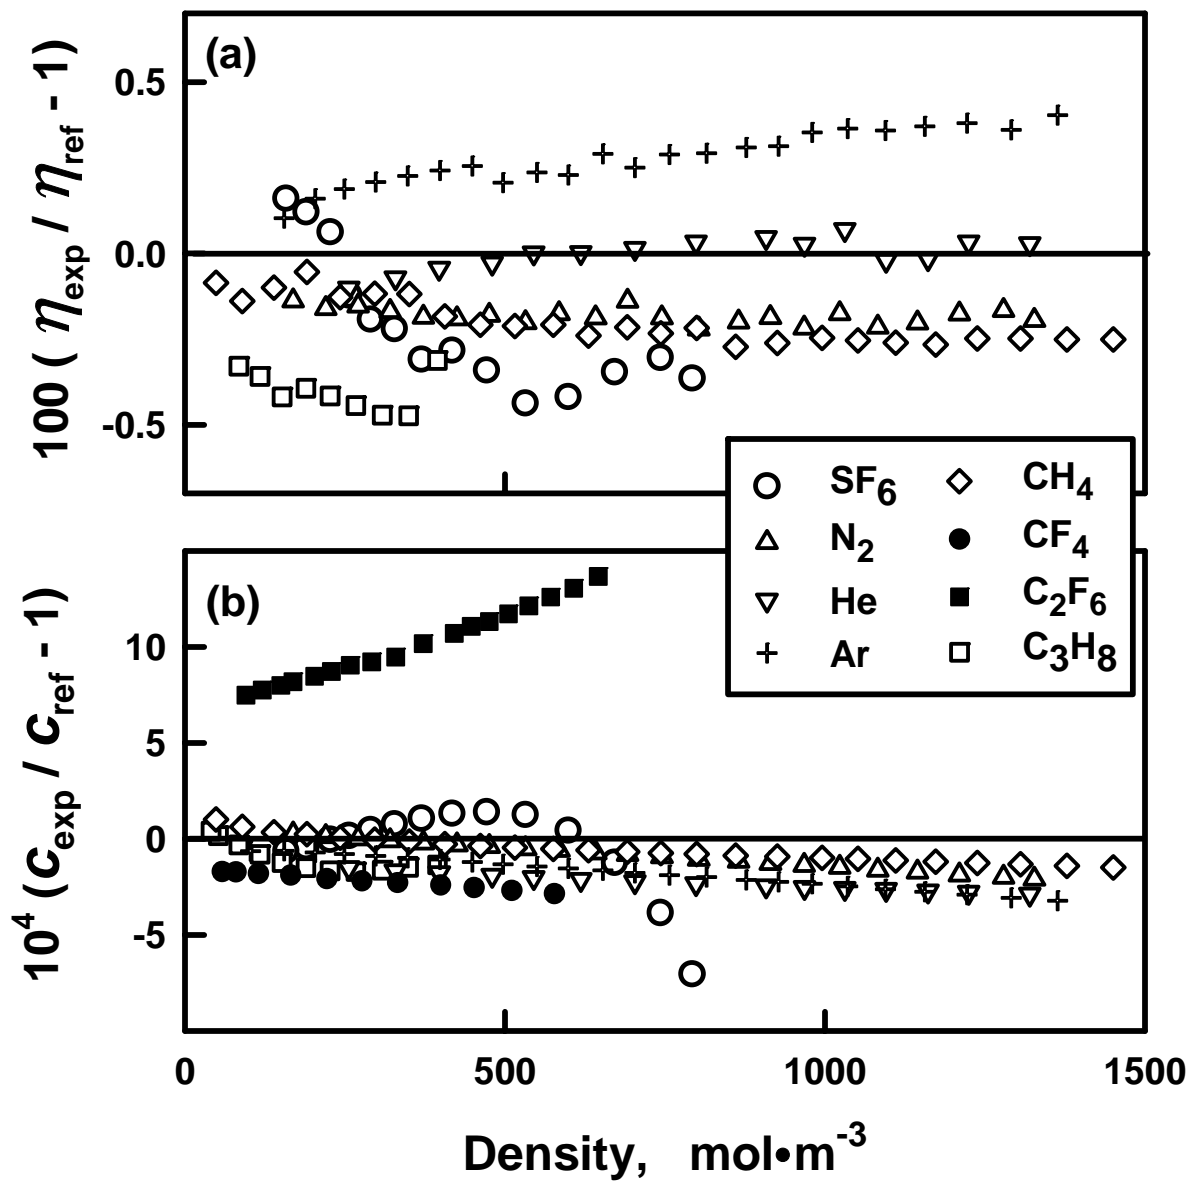 (a)
0.5
0.0
-0.5
100 ( ηexp / ηref - 1)
SF6 CH4
N2 CF4
He C2F6
Ar C3H8
(b)
10
5
0
-5
10^4 (cexp / cref - 1)
0 500 1000 1500
Density, mol•m^-3